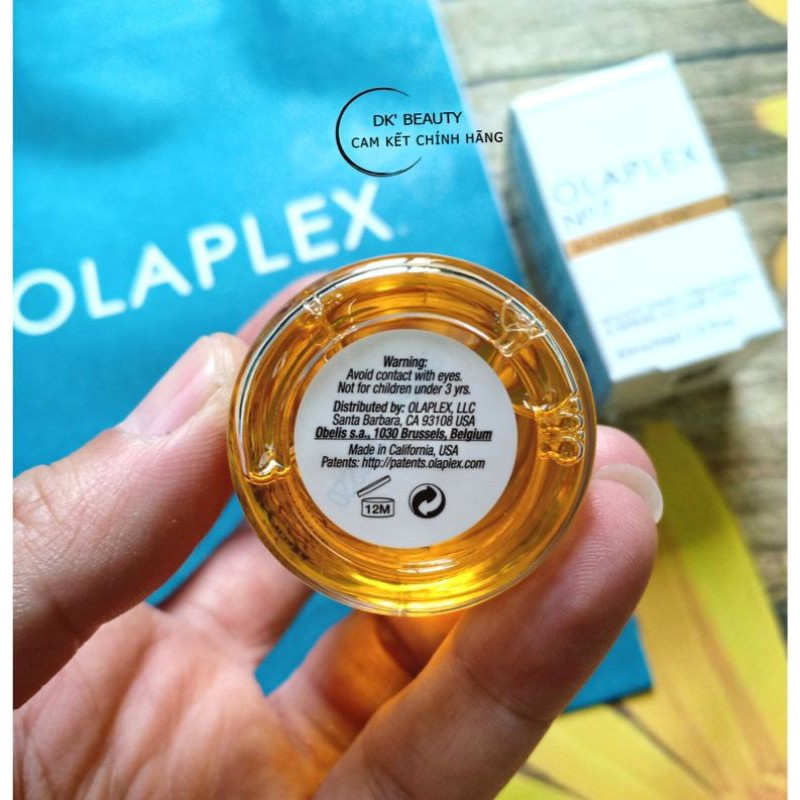 DK' BEAUTY
CAM KẾT CHÍNH HÃNG
OLAPLEX
OLAPLEX
Nº.7
Warning:
Avoid contact with eyes.
Not for children under 3 yrs.
Distributed by: OLAPLEX, LLC
Santa Barbara, CA 93108 USA
Obelis s.a., 1030 Brussels, Belgium
Made in California, USA
Patents: http://patents.olaplex.com
12M